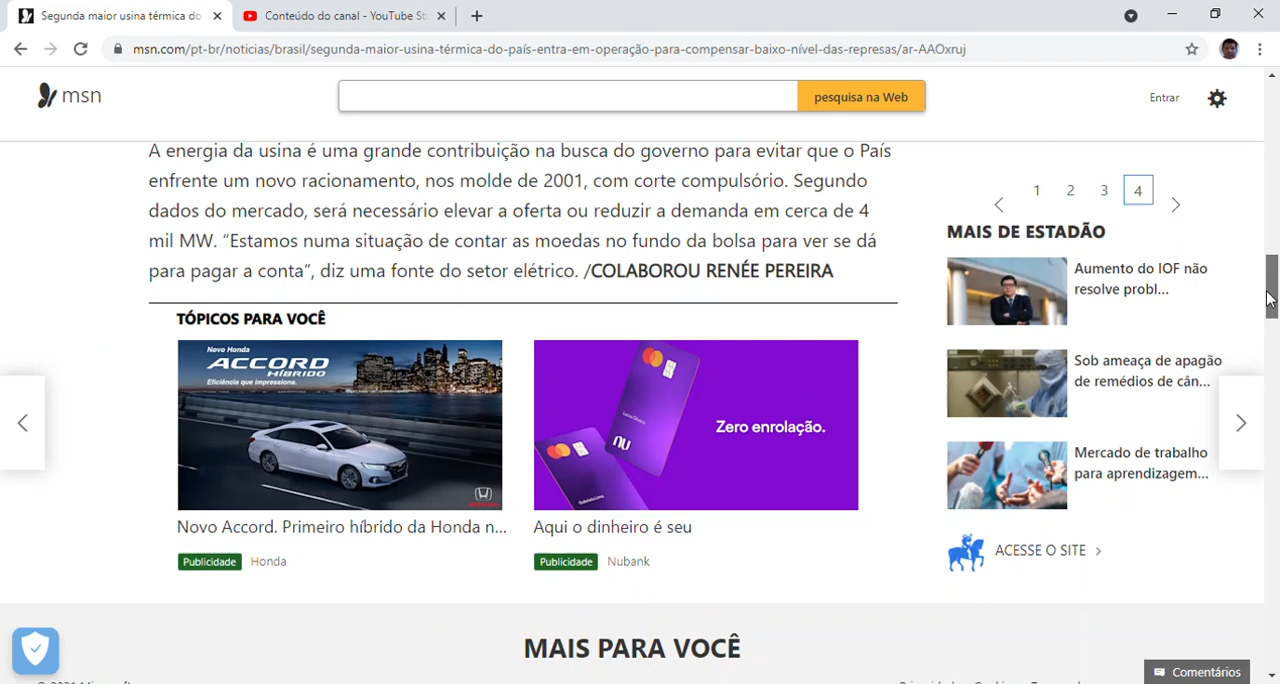 Segunda maior usina térmica do
Conteúdo do canal - YouTube St
msn.com/pt-br/noticias/brasil/segunda-maior-usina-térmica-do-país-entra-em-operação-para-compensar-baixo-nível-das-represas/ar-AAOxruj
msn
pesquisa na Web
Entrar
A energia da usina é uma grande contribuição na busca do governo para evitar que o País
enfrente um novo racionamento, nos molde de 2001, com corte compulsório. Segundo
dados do mercado, será necessário elevar a oferta ou reduzir a demanda em cerca de 4
mil MW. “Estamos numa situação de contar as moedas no fundo da bolsa para ver se dá
para pagar a conta”, diz uma fonte do setor elétrico. /COLABOROU RENÉE PEREIRA
TÓPICOS PARA VOCÊ
Novo Honda
ACCORD
HÍBRIDO
Eficiência que impressiona.
Novo Accord. Primeiro híbrido da Honda n...
Publicidade Honda
nu
Zero enrolação.
Aqui o dinheiro é seu
Publicidade Nubank
1 2 3 4
MAIS DE ESTADÃO
Aumento do IOF não
resolve probl...
Sob ameaça de apagão
de remédios de cân...
Mercado de trabalho
para aprendizagem...
ACESSE O SITE
MAIS PARA VOCÊ
Comentários